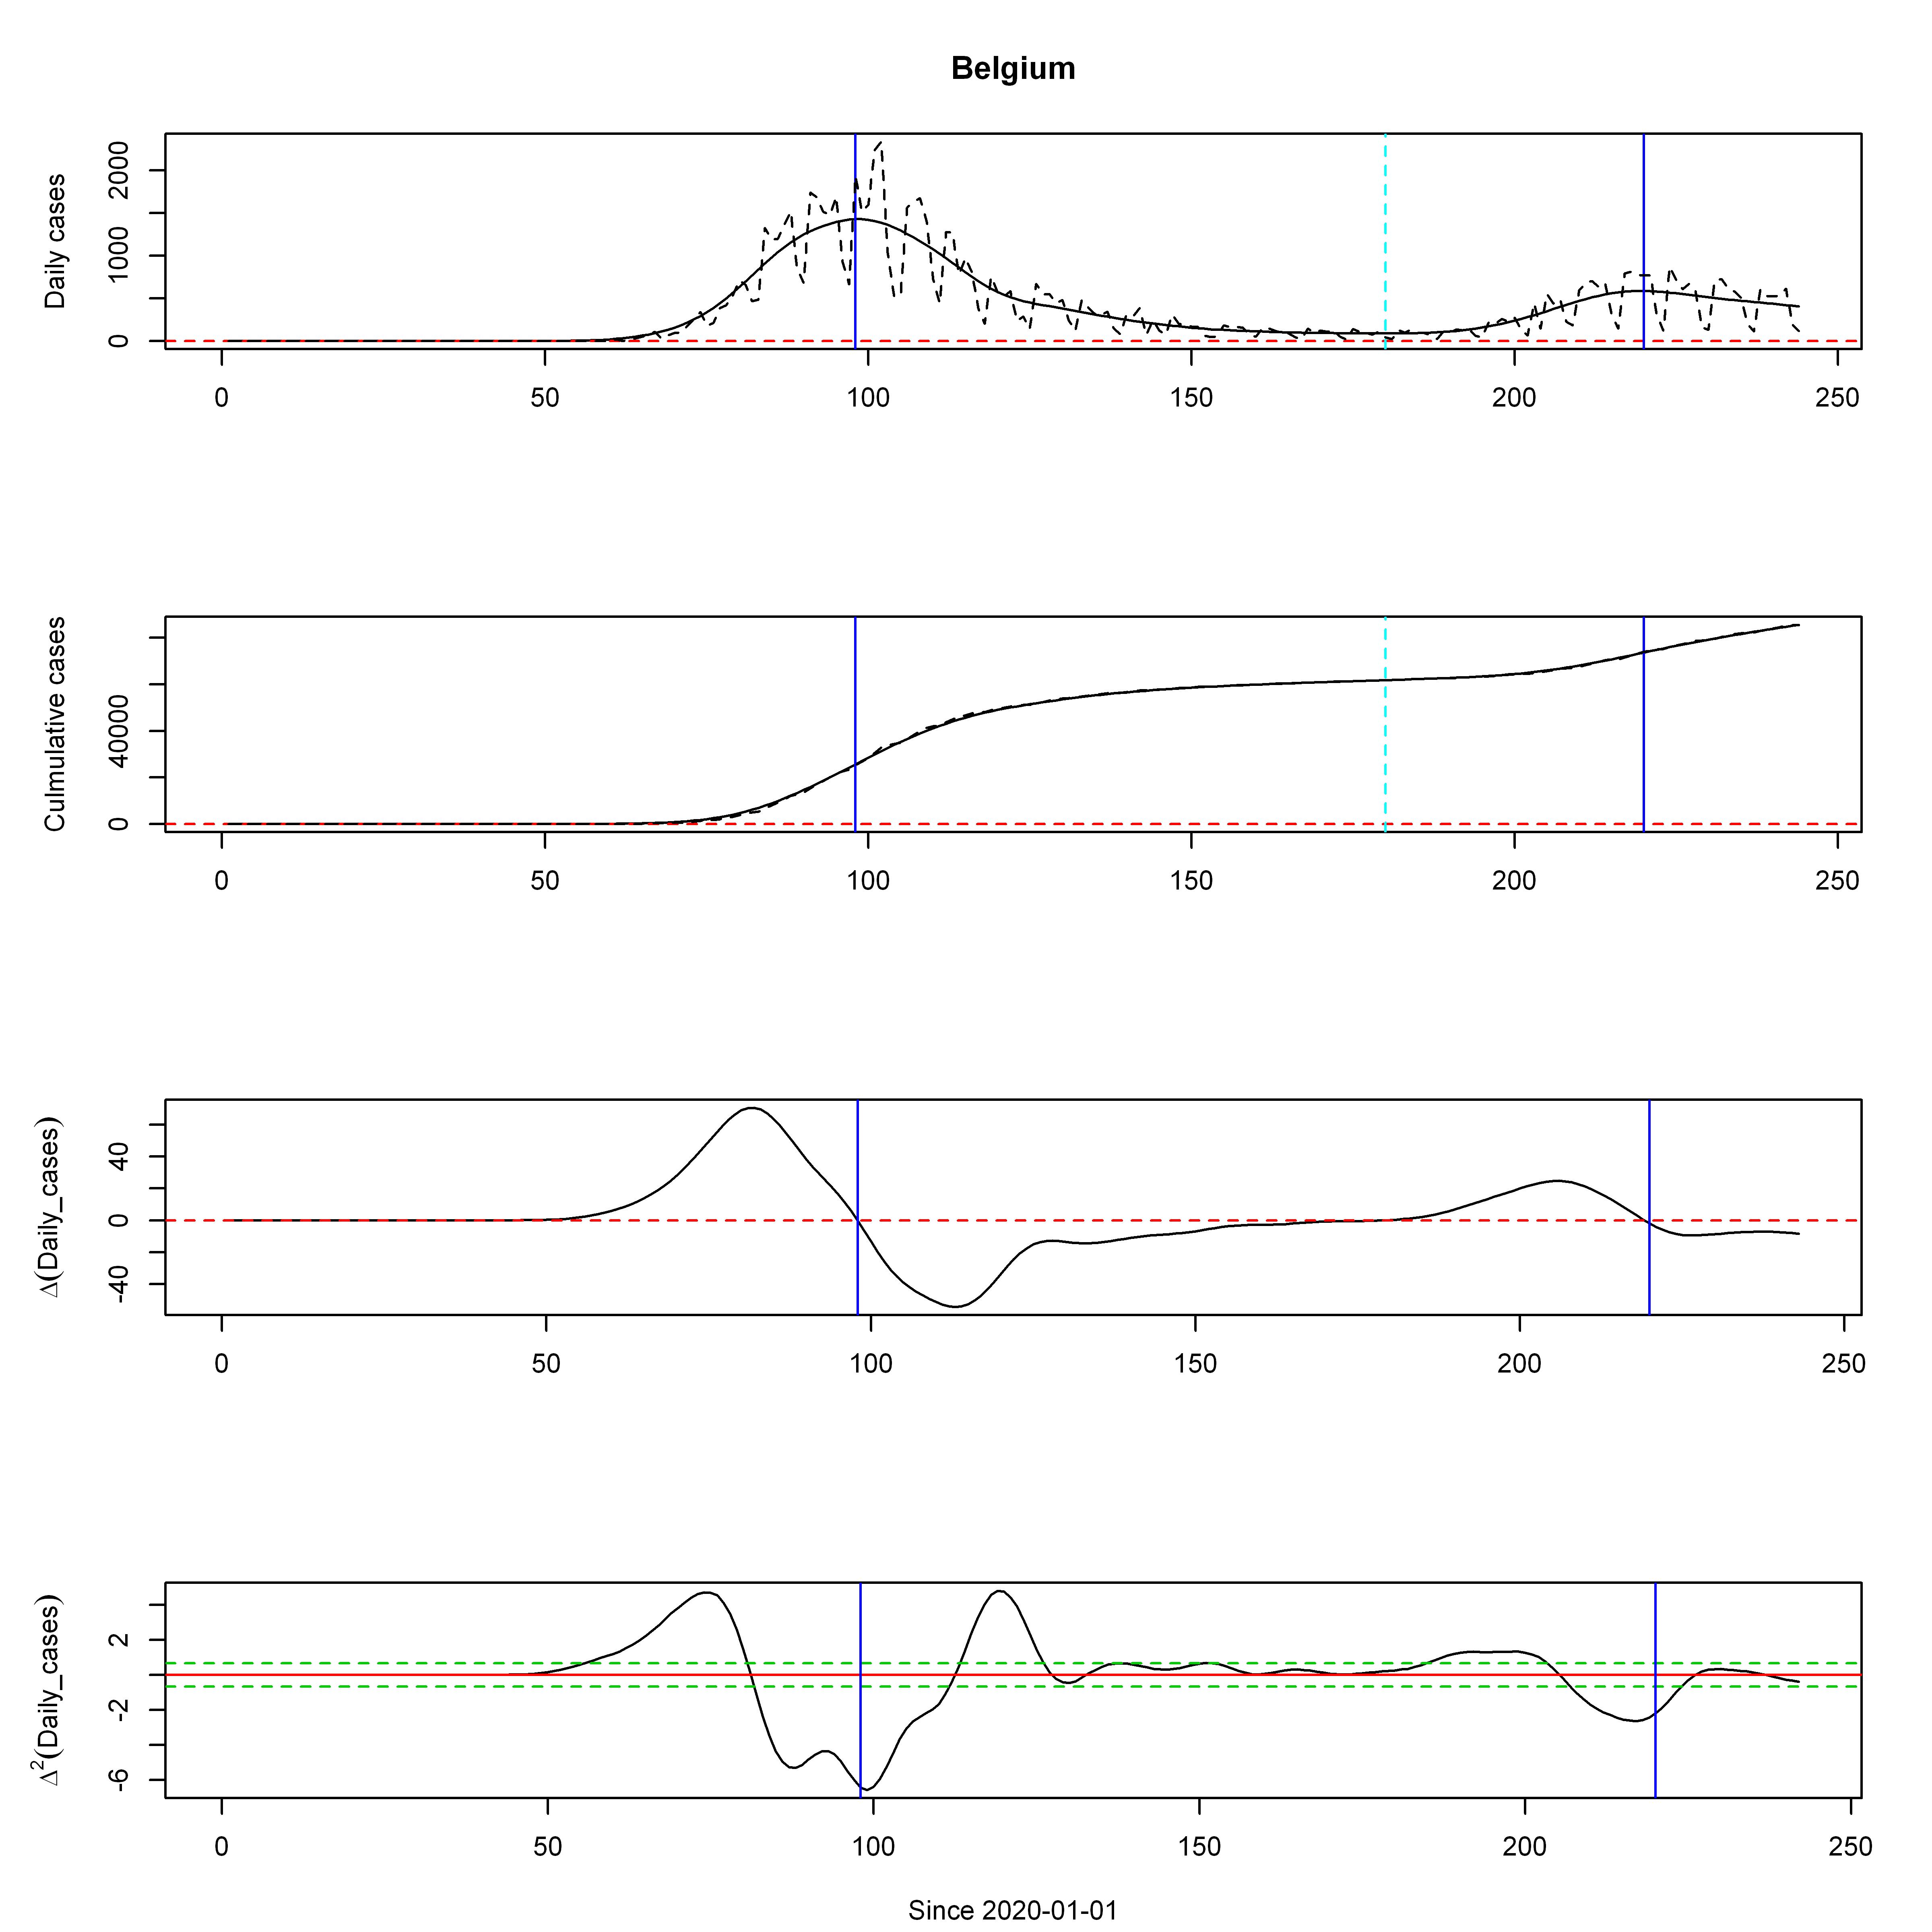 Belgium
Daily cases
0 1000 2000
0 50 100 150 200 250
Culmulative cases
0 40000
0 50 100 150 200 250
Δ(Daily_cases)
-40 0 40
0 50 100 150 200 250
Δ²(Daily_cases)
-6 -2 2
0 50 100 150 200 250
Since 2020-01-01